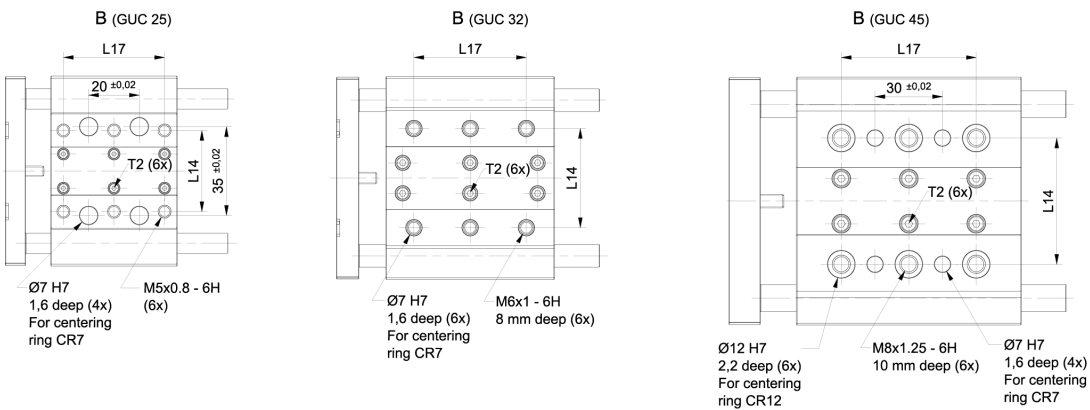 B (GUC 25)
L17
20 ±0,02
T2 (6x)
L14
35 ±0,02
Ø7 H7
1,6 deep (4x)
For centering
ring CR7
M5x0.8 - 6H
(6x)
B (GUC 32)
L17
T2 (6x)
L14
Ø7 H7
1,6 deep (6x)
For centering
ring CR7
M6x1 - 6H
8 mm deep (6x)
B (GUC 45)
L17
30 ±0,02
T2 (6x)
L14
Ø12 H7
2,2 deep (6x)
For centering
ring CR12
M8x1.25 - 6H
10 mm deep (6x)
Ø7 H7
1,6 deep (4x)
For centering
ring CR7